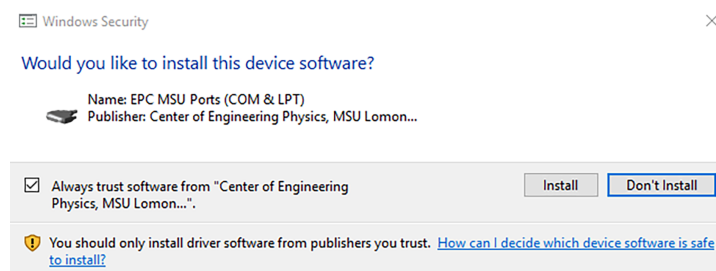 Windows Security
Would you like to install this device software?
Name: EPC MSU Ports (COM & LPT)
Publisher: Center of Engineering Physics, MSU Lomon...
Always trust software from "Center of Engineering
Physics, MSU Lomon...".
Install
Don't Install
You should only install driver software from publishers you trust. How can I decide which device software is safe
to install?